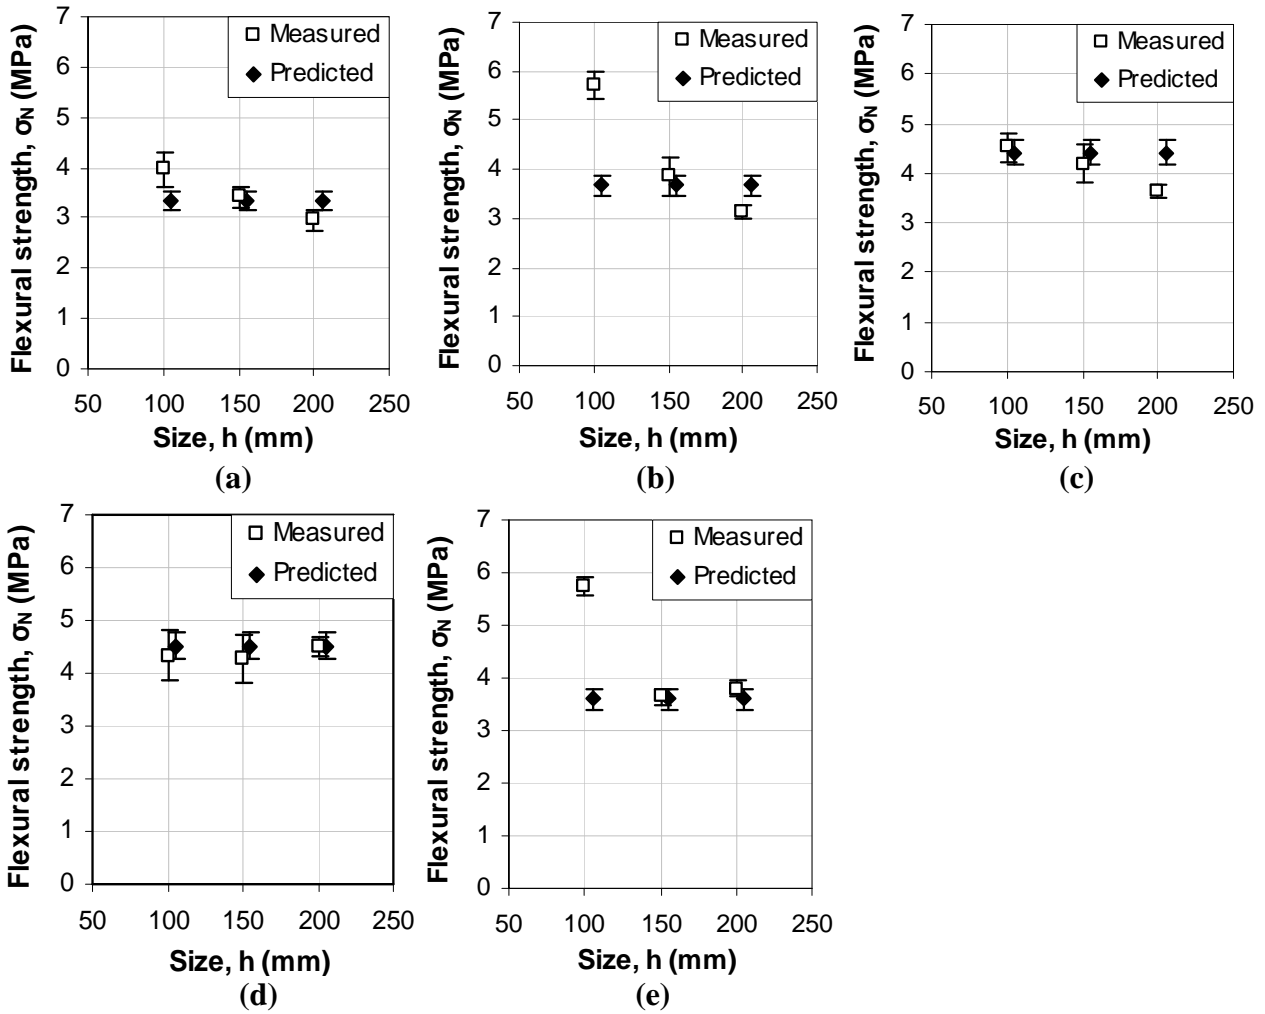 Flexural strength, σN (MPa)
7
6
5
4
3
2
1
0
Measured
Predicted
50 100 150 200 250
Size, h (mm)
(a)
Flexural strength, σN (MPa)
7
6
5
4
3
2
1
0
Measured
Predicted
50 100 150 200 250
Size, h (mm)
(b)
Flexural strength, σN (MPa)
7
6
5
4
3
2
1
0
Measured
Predicted
50 100 150 200 250
Size, h (mm)
(c)
Flexural strength, σN (MPa)
7
6
5
4
3
2
1
0
Measured
Predicted
50 100 150 200 250
Size, h (mm)
(d)
Flexural strength, σN (MPa)
7
6
5
4
3
2
1
0
Measured
Predicted
50 100 150 200 250
Size, h (mm)
(e)